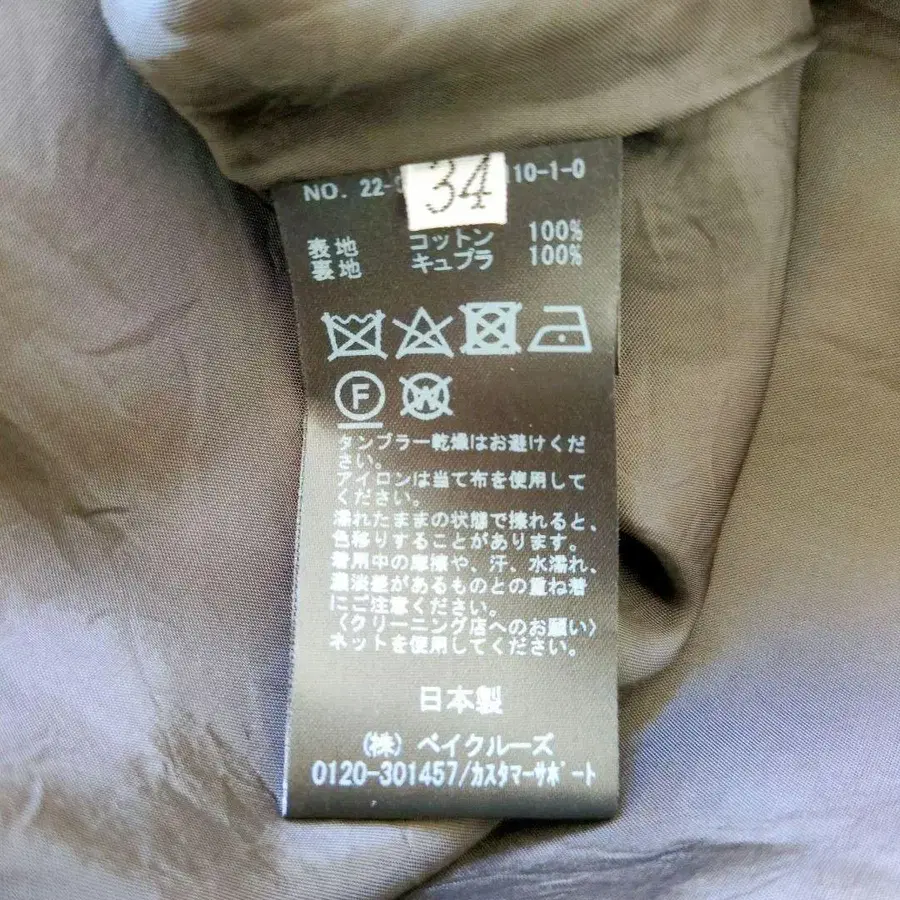 NO. 22- 34 10-1-0
表地 コットン 100%
裏地 キュプラ 100%
F W
タンブラー乾燥はお避けくだ
さい。
アイロンは当て布を使用して
ください。
濡れたままの状態で擦れると、
色移りすることがあります。
着用中の摩擦や、汗、水濡れ、
濃淡差があるものとの重ね着
にご注意ください。
〈クリーニング店へのお願い〉
ネットを使用してください。
日本製
(株) ベイクルーズ
0120-301457/カスタマーサポート